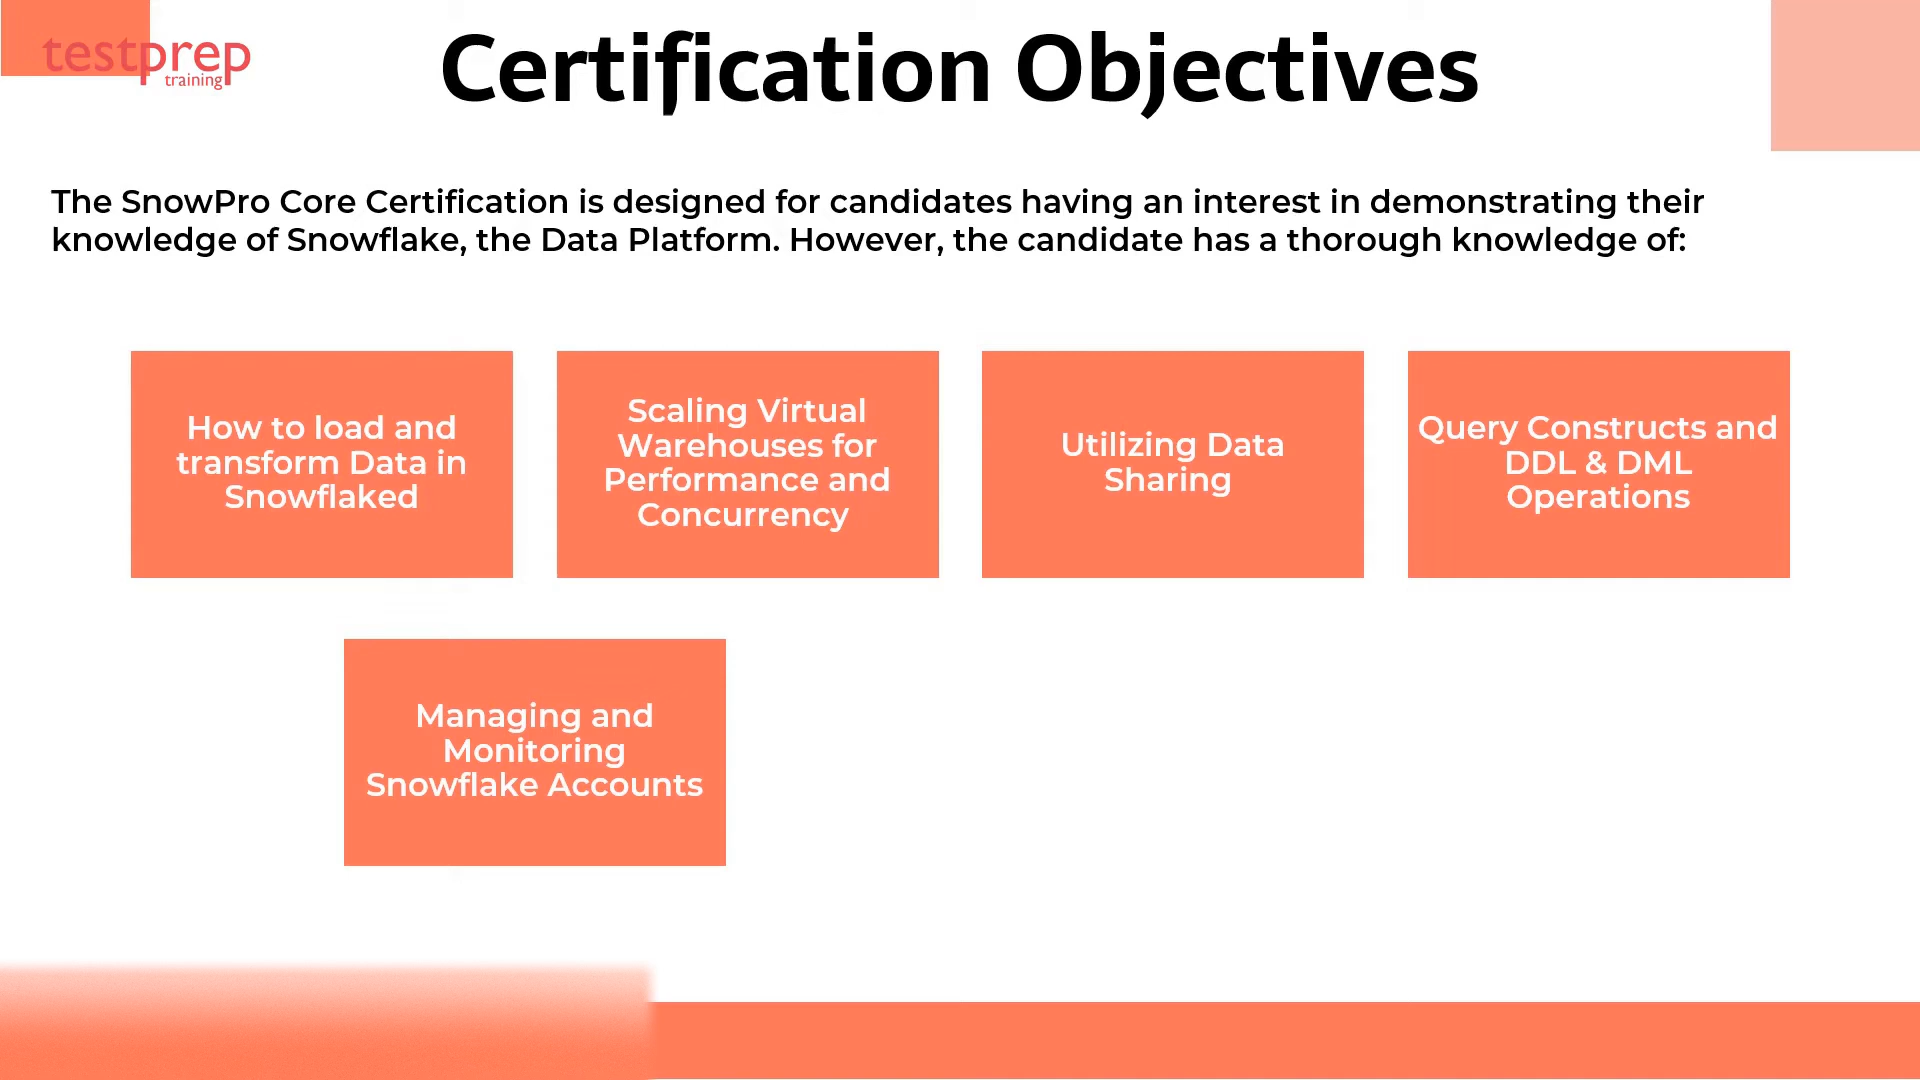 testprep
training
Certification Objectives
The SnowPro Core Certification is designed for candidates having an interest in demonstrating their
knowledge of Snowflake, the Data Platform. However, the candidate has a thorough knowledge of:
How to load and
transform Data in
Snowflaked
Scaling Virtual
Warehouses for
Performance and
Concurrency
Utilizing Data
Sharing
Query Constructs and
DDL & DML
Operations
Managing and
Monitoring
Snowflake Accounts